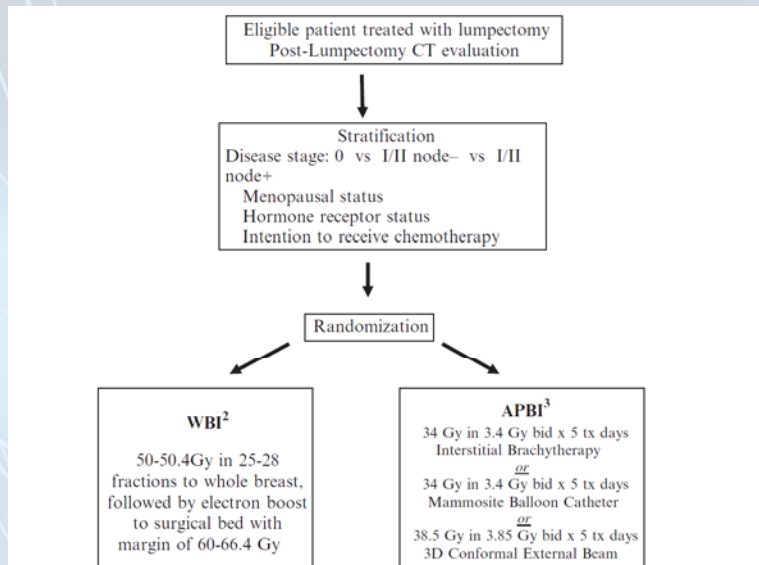 Eligible patient treated with lumpectomy
Post-Lumpectomy CT evaluation
Stratification
Disease stage: 0 vs I/II node– vs I/II
node+
Menopausal status
Hormone receptor status
Intention to receive chemotherapy
Randomization
WBI²
50-50.4Gy in 25-28
fractions to whole breast,
followed by electron boost
to surgical bed with
margin of 60-66.4 Gy
APBI³
34 Gy in 3.4 Gy bid x 5 tx days
Interstitial Brachytherapy
or
34 Gy in 3.4 Gy bid x 5 tx days
Mammosite Balloon Catheter
or
38.5 Gy in 3.85 Gy bid x 5 tx days
3D Conformal External Beam